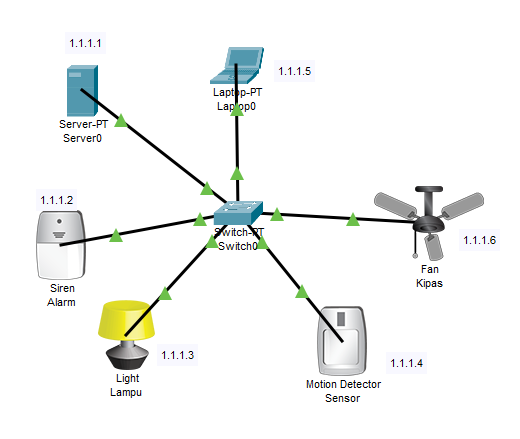 1.1.1.1
Server-PT
Server0
Laptop-PT
Laptop0
1.1.1.5
1.1.1.2
Siren
Alarm
Switch-PT
Switch0
Fan
Kipas
1.1.1.6
Light
Lampu
1.1.1.3
Motion Detector
Sensor
1.1.1.4